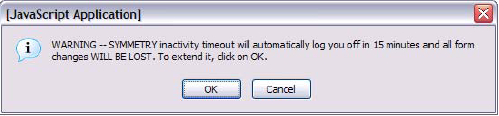 [JavaScript Application]
WARNING -- SYMMETRY inactivity timeout will automatically log you off in 15 minutes and all form
changes WILL BE LOST. To extend it, click on OK.
OK
Cancel